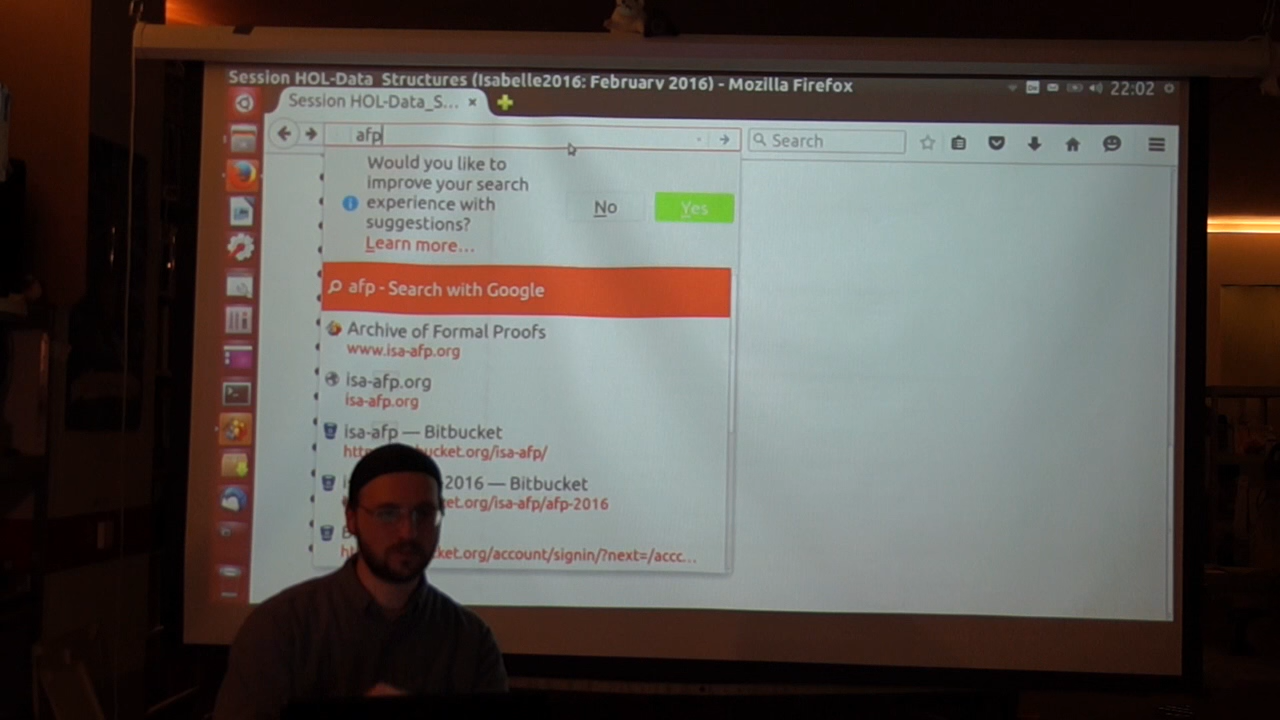 Session HOL-Data_Structures (Isabelle2016: February 2016) - Mozilla Firefox
22:02
Session HOL-Data_S...
afp
Search
Would you like to
improve your search
experience with
suggestions?
Learn more...
No
Yes
afp - Search with Google
Archive of Formal Proofs
www.isa-afp.org
isa-afp.org
isa-afp.org
isa-afp — Bitbucket
bucket.org/isa-afp/
2016 — Bitbucket
ket.org/isa-afp/afp-2016
ket.org/account/signin/?next=/accc...